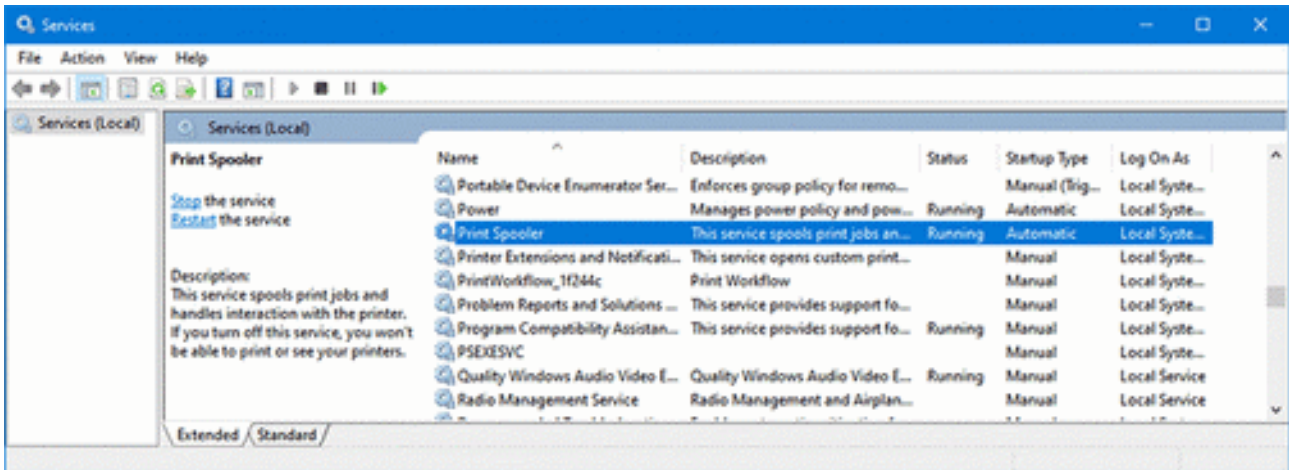 Services
File Action View Help
Services (Local)
Services (Local)
Print Spooler
Stop the service
Restart the service
Description:
This service spools print jobs and
handles interaction with the printer.
If you turn off this service, you won't
be able to print or see your printers.
Name Description Status Startup Type Log On As
Portable Device Enumerator Ser... Enforces group policy for remo... Manual (Trig... Local Syste...
Power Manages power policy and pow... Running Automatic Local Syste...
Print Spooler This service spools print jobs an... Running Automatic Local Syste...
Printer Extensions and Notificati... This service opens custom print... Manual Local Syste...
PrintWorkflow_1f244c Print Workflow Manual Local Syste...
Problem Reports and Solutions ... This service provides support fo... Manual Local Syste...
Program Compatibility Assistan... This service provides support fo... Running Manual Local Syste...
PSEXESVC Manual Local Syste...
Quality Windows Audio Video E... Quality Windows Audio Video E... Running Manual Local Service
Radio Management Service Radio Management and Airplan... Manual Local Service
Extended Standard